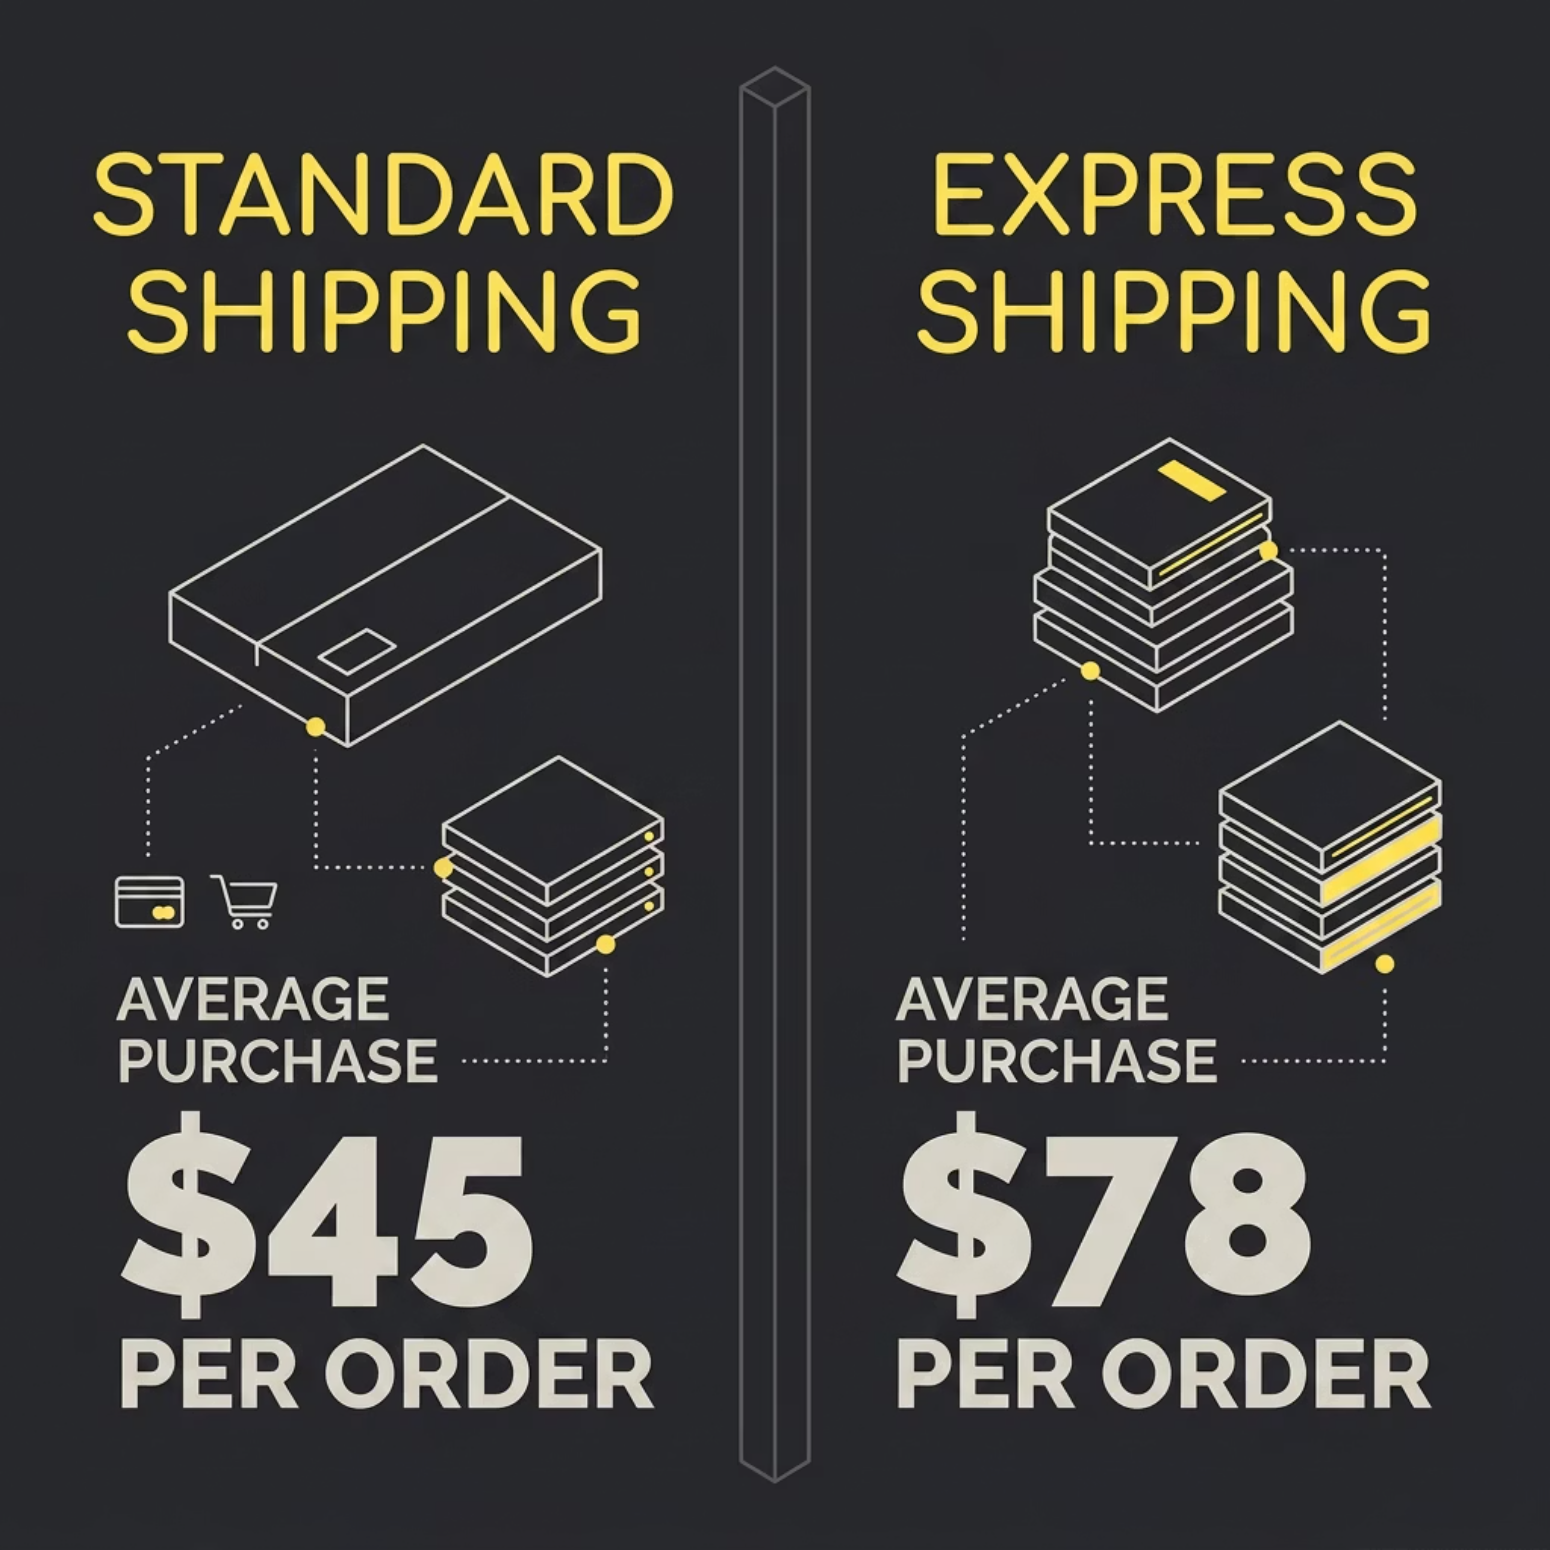 STANDARD
SHIPPING
AVERAGE
PURCHASE
$45
PER ORDER
EXPRESS
SHIPPING
AVERAGE
PURCHASE
$78
PER ORDER